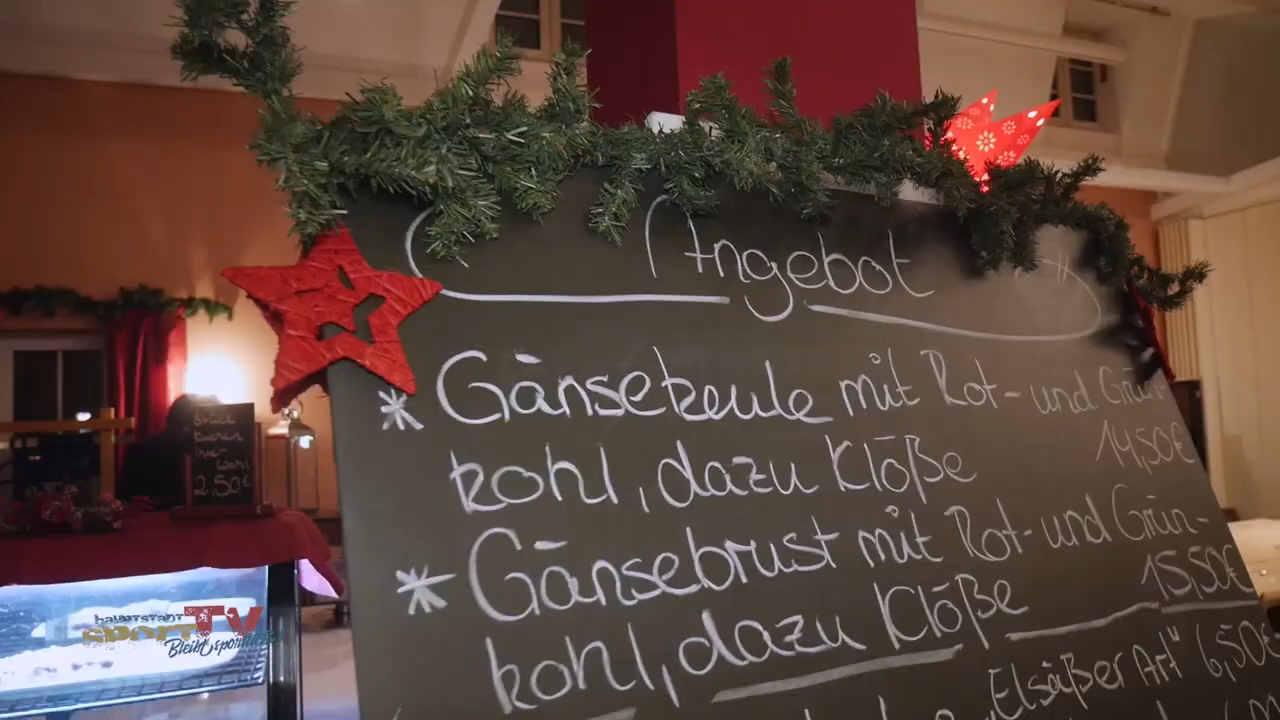 Angebot
* Gänsekeule mit Rot- und Grün-
kohl, dazu Klöße 14,50€
* Gänsebrust mit Rot- und Grün-
kohl, dazu Klöße 15,50€
"Elsäßer Art" 6,50€
2,50€
HAUPTSTADT
SPORT TV
Bleibt sportlich!